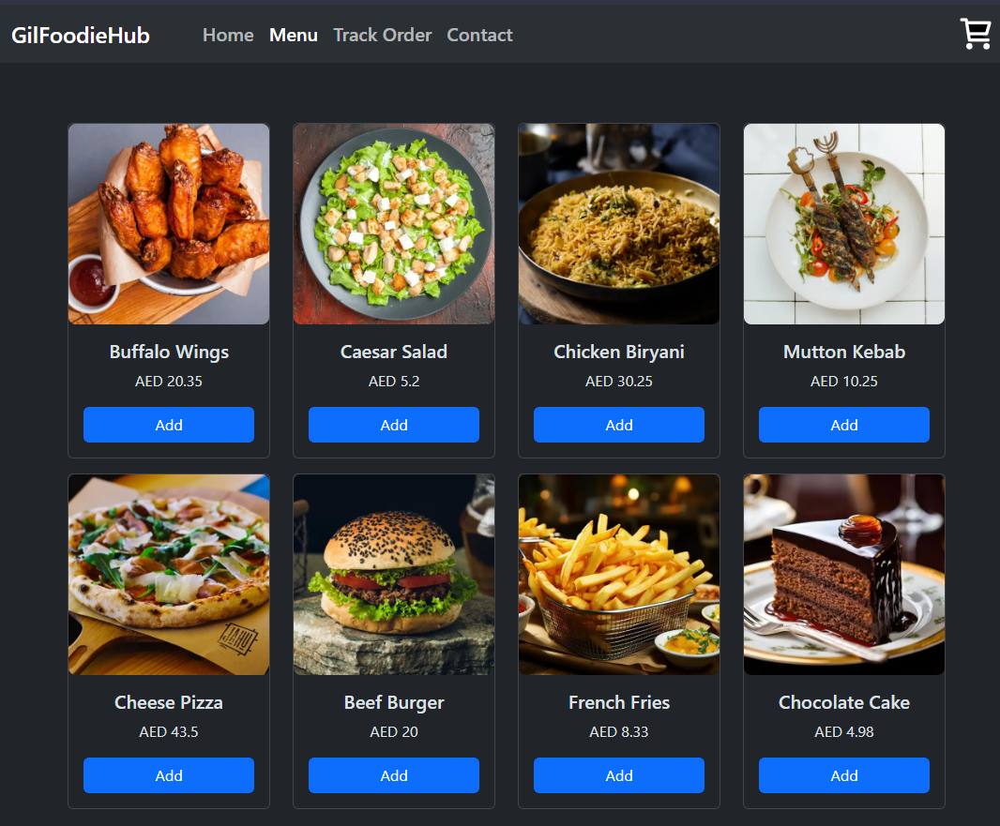 GilFoodieHub Home Menu Track Order Contact
Buffalo Wings Caesar Salad Chicken Biryani Mutton Kebab
AED 20.35 AED 5.2 AED 30.25 AED 10.25
Add Add Add Add
Cheese Pizza Beef Burger French Fries Chocolate Cake
AED 43.5 AED 20 AED 8.33 AED 4.98
Add Add Add Add